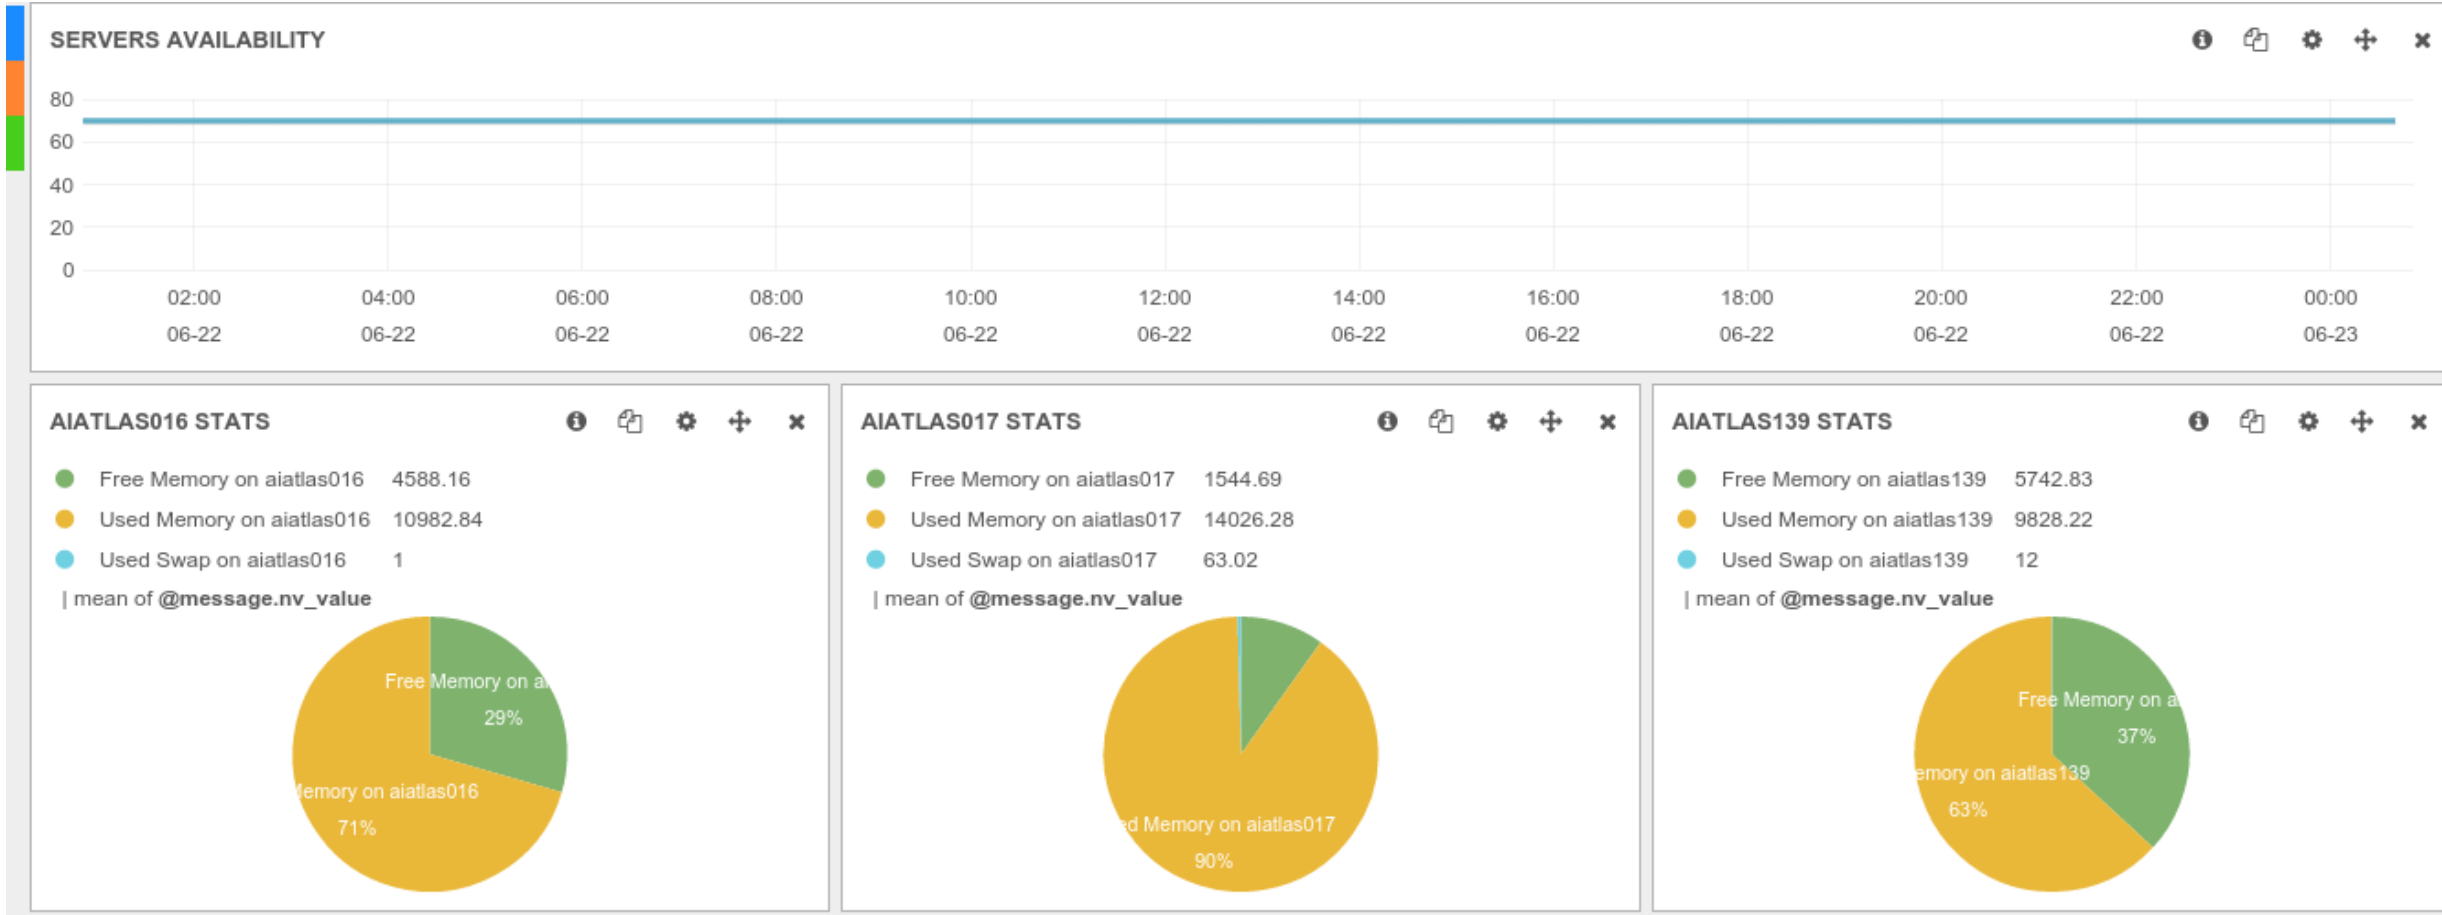 SERVERS AVAILABILITY
80
60
40
20
0
02:00 04:00 06:00 08:00 10:00 12:00 14:00 16:00 18:00 20:00 22:00 00:00
06-22 06-22 06-22 06-22 06-22 06-22 06-22 06-22 06-22 06-22 06-22 06-23
AIATLAS016 STATS
Free Memory on aiatlas016 4588.16
Used Memory on aiatlas016 10982.84
Used Swap on aiatlas016 1
| mean of @message.nv_value
Free Memory on a
29%
emory on aiatlas016
71%
AIATLAS017 STATS
Free Memory on aiatlas017 1544.69
Used Memory on aiatlas017 14026.28
Used Swap on aiatlas017 63.02
| mean of @message.nv_value
ed Memory on aiatlas017
90%
AIATLAS139 STATS
Free Memory on aiatlas139 5742.83
Used Memory on aiatlas139 9828.22
Used Swap on aiatlas139 12
| mean of @message.nv_value
Free Memory on a
37%
emory on aiatlas139
63%